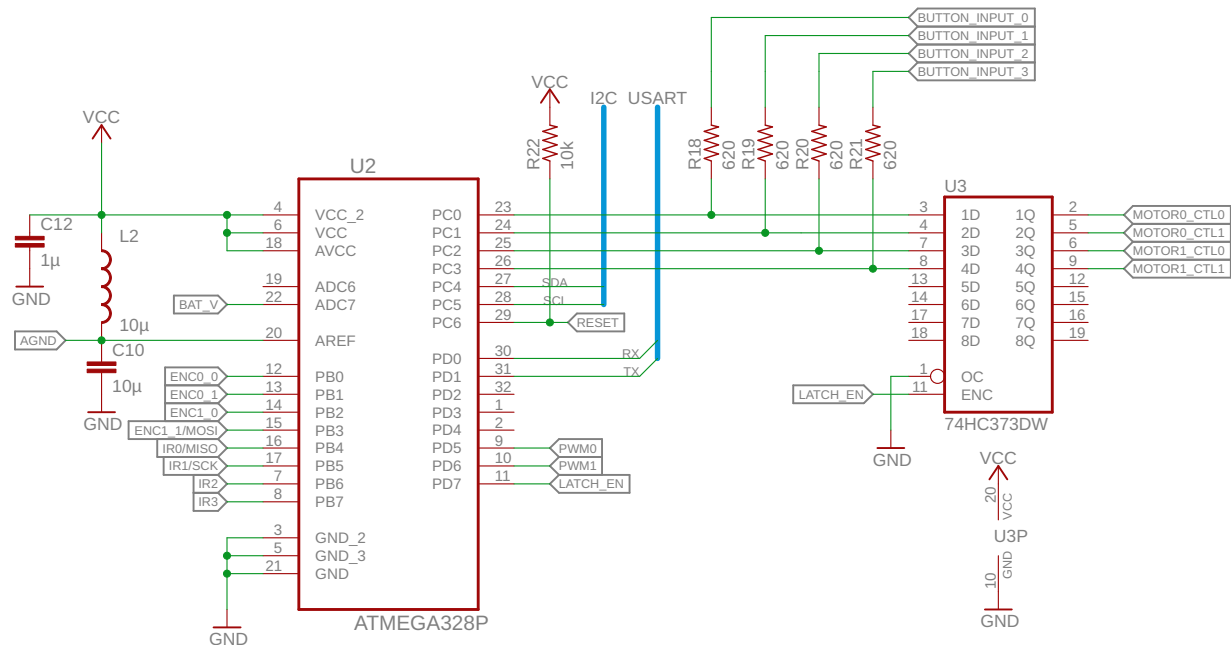 BUTTON_INPUT_0
BUTTON_INPUT_1
BUTTON_INPUT_2
BUTTON_INPUT_3
VCC
I2C USART
VCC
R22
10k
R18
620
R19
620
R20
620
R21
620
U2
C12
1µ
GND
L2
10µ
AGND
C10
10µ
GND
BAT_V
ENC0_0
ENC0_1
ENC1_0
ENC1_1/MOSI
IR0/MISO
IR1/SCK
IR2
IR3
4 VCC_2
6 VCC
18 AVCC
19 ADC6
22 ADC7
20 AREF
12 PB0
13 PB1
14 PB2
15 PB3
16 PB4
17 PB5
7 PB6
8 PB7
3 GND_2
5 GND_3
21 GND
GND
PC0 23
PC1 24
PC2 25
PC3 26
PC4 27 SDA
PC5 28 SCL
PC6 29 RESET
PD0 30 RX
PD1 31 TX
PD2 32
PD3 1
PD4 2
PD5 9 PWM0
PD6 10 PWM1
PD7 11 LATCH_EN
ATMEGA328P
U3
3 1D 1Q 2 MOTOR0_CTL0
4 2D 2Q 5 MOTOR0_CTL1
7 3D 3Q 6 MOTOR1_CTL0
8 4D 4Q 9 MOTOR1_CTL1
13 5D 5Q 12
14 6D 6Q 15
17 7D 7Q 16
18 8D 8Q 19
1 OC
LATCH_EN 11 ENC
74HC373DW
GND
VCC
20
VCC
U3P
10
GND
GND